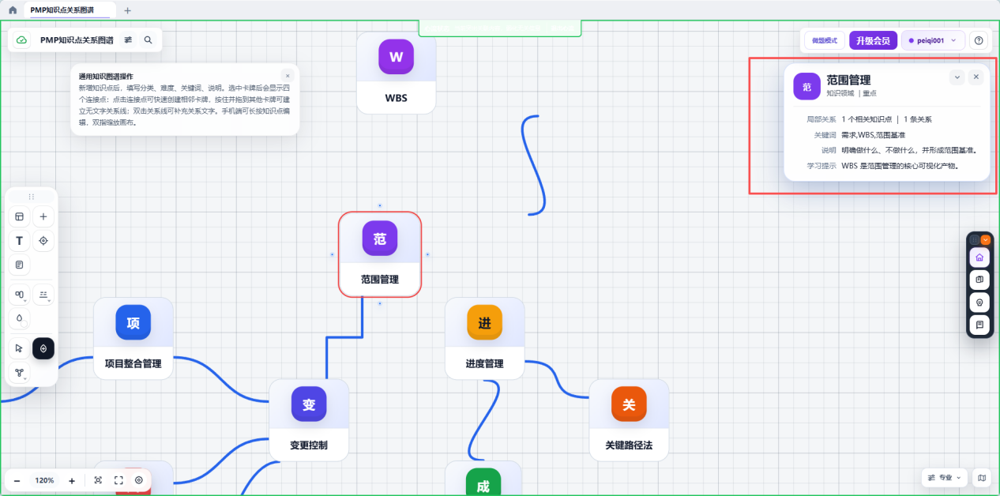 PMP知识点关系图谱
PMP知识点关系图谱
做题模式
升级会员
peiqi001
通用知识图谱操作
新增知识点后，填写分类、难度、关键词、说明。选中卡牌后会显示四
个连接点：点击连接点可快速创建相邻卡牌，按住并拖到其他卡牌可建
立无文字关系线；双击关系线可补充关系文字。手机端可长按知识点编
辑，双指缩放画布。
W
WBS
范
范围管理
知识领域 | 重点
局部关系 1 个相关知识点 | 1 条关系
关键词 需求,WBS,范围基准
说明 明确做什么、不做什么，并形成范围基准。
学习提示 WBS 是范围管理的核心可视化产物。
T
范
范围管理
项
项目整合管理
进
进度管理
变
变更控制
关
关键路径法
成
120%
专业